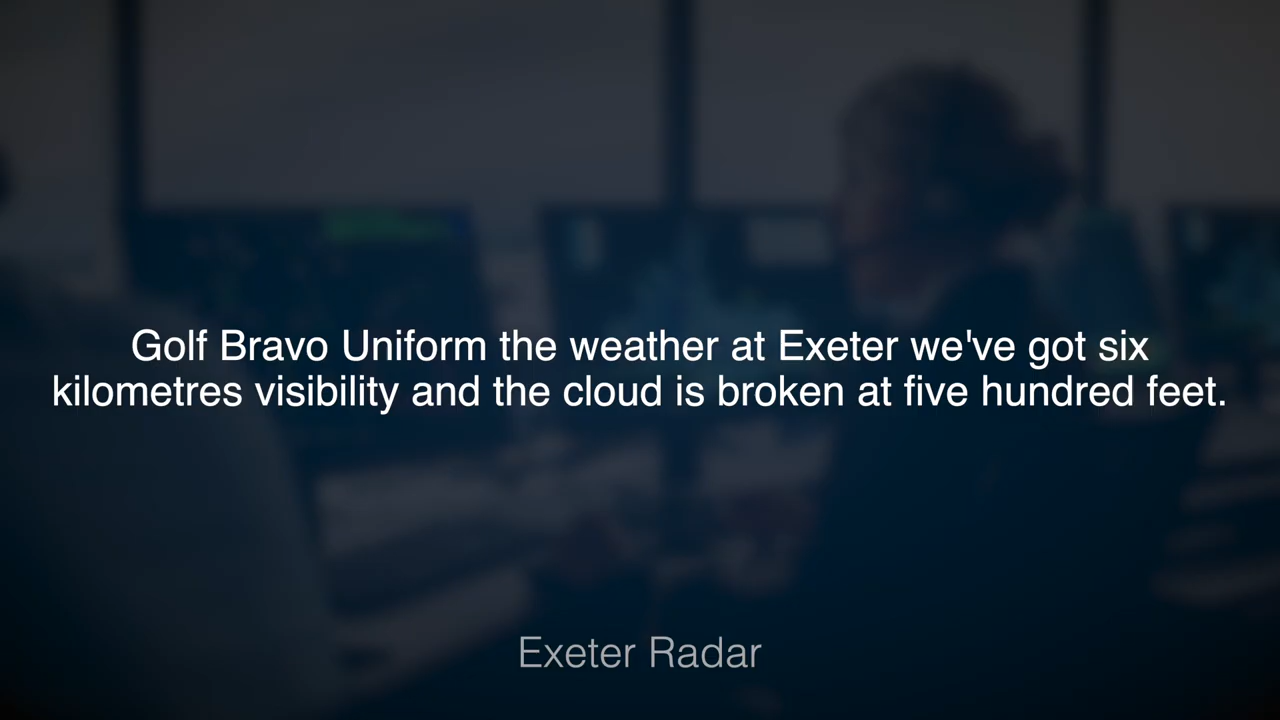 Golf Bravo Uniform the weather at Exeter we've got six
kilometres visibility and the cloud is broken at five hundred feet.
Exeter Radar